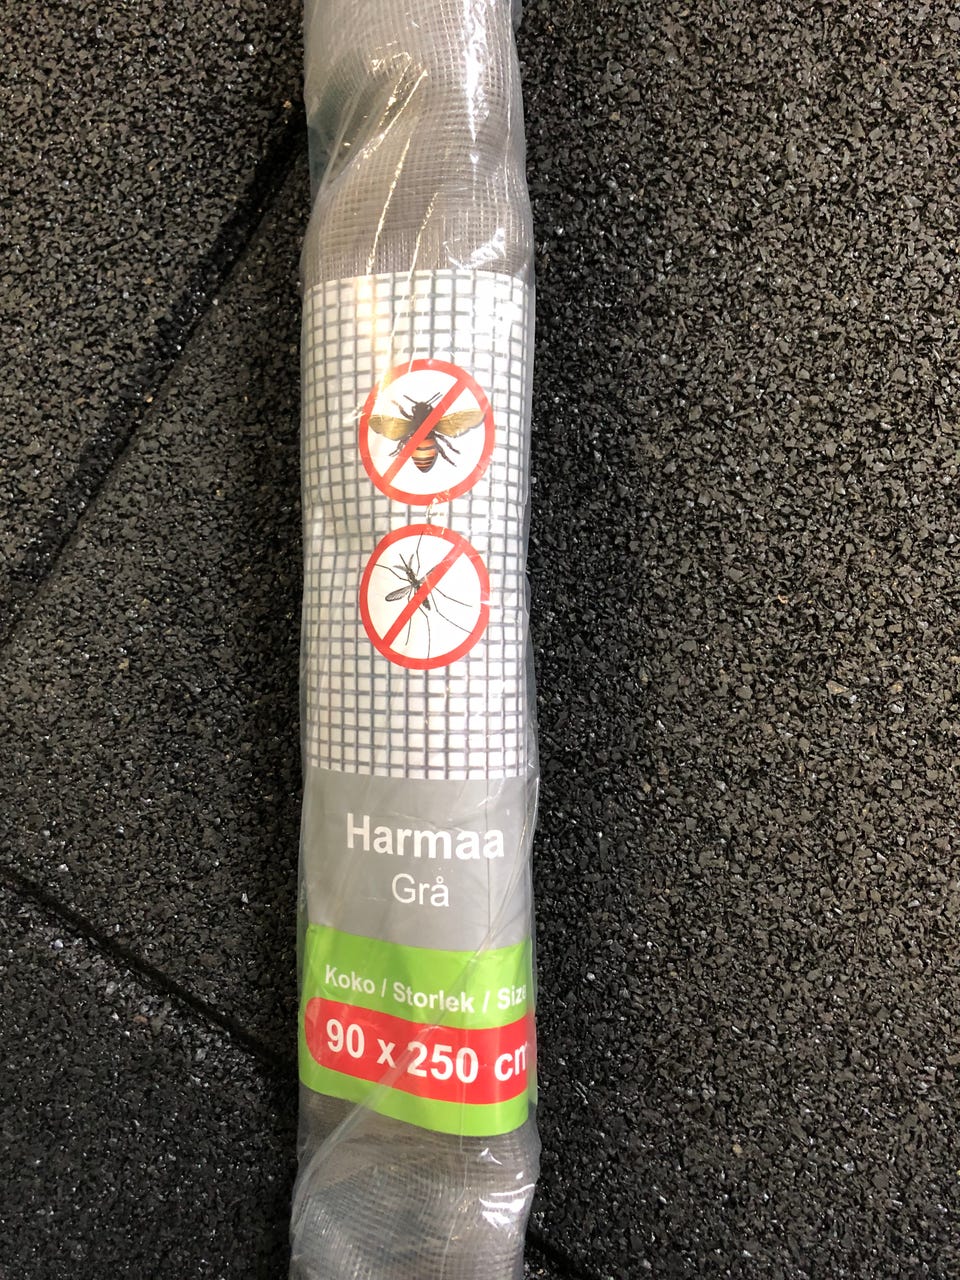 Harmaa
Grå
Koko / Storlek / Size
90 x 250 cm